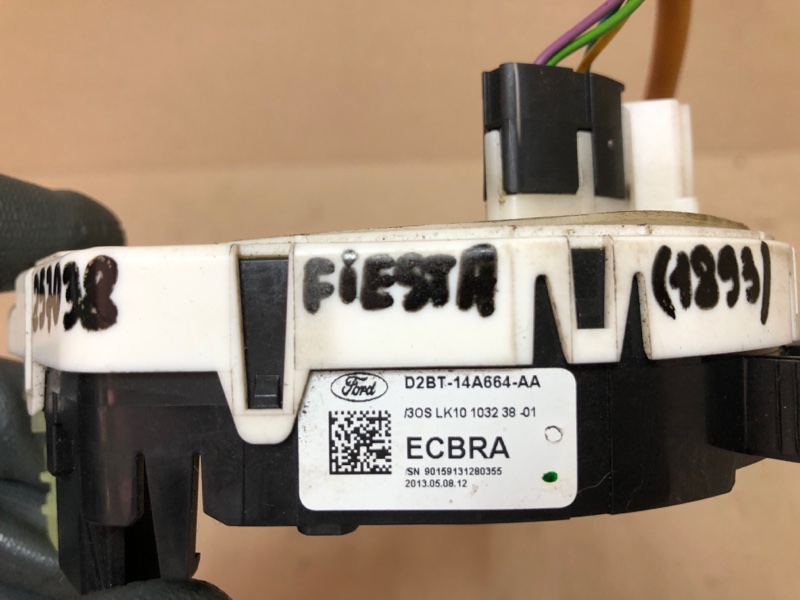 FiESTA
(1893)
Ford
D2BT-14A664-AA
/3OS LK10 1032 38 -01
ECBRA
/SN 90159131280355
2013.05.08.12